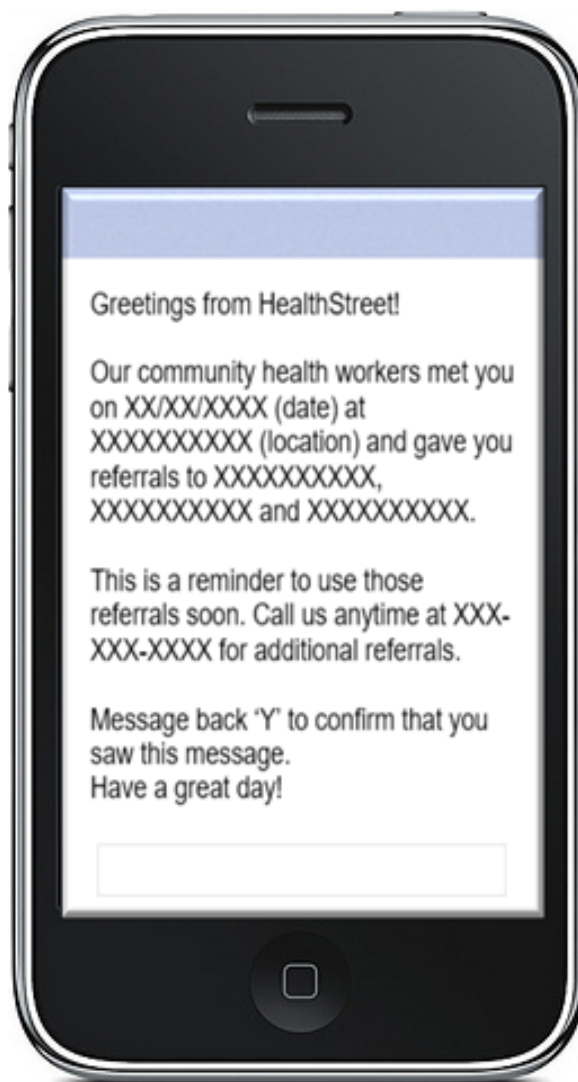 Greetings from HealthStreet!
Our community health workers met you
on XX/XX/XXXX (date) at
XXXXXXXXXX (location) and gave you
referrals to XXXXXXXXXX,
XXXXXXXXXX and XXXXXXXXXX.
This is a reminder to use those
referrals soon. Call us anytime at XXX-
XXX-XXXX for additional referrals.
Message back ‘Y’ to confirm that you
saw this message.
Have a great day!